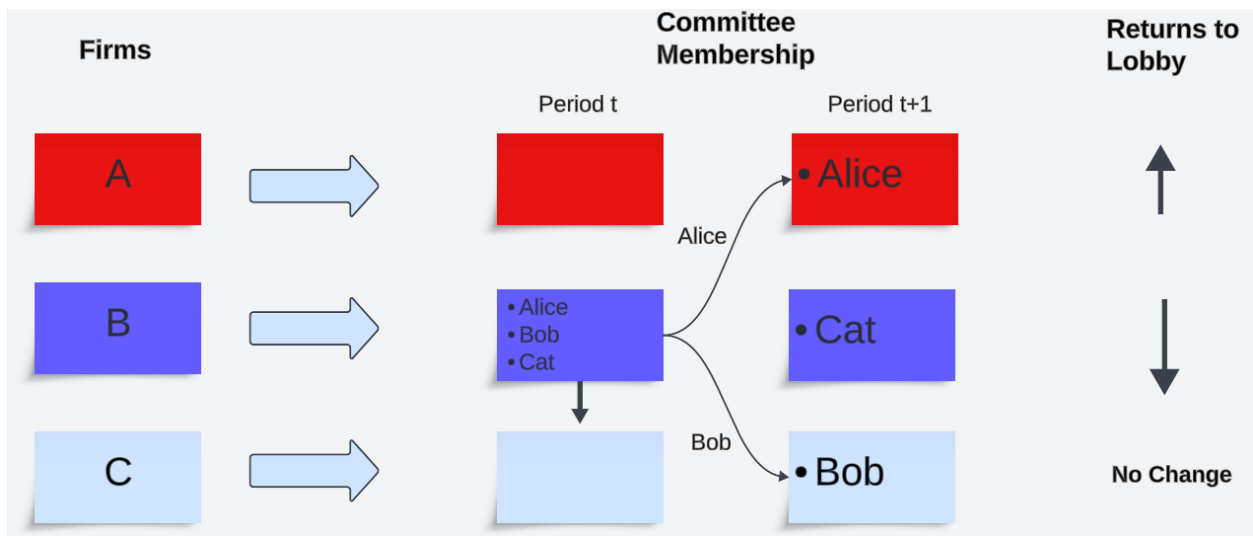 Firms
Committee
Membership
Returns to
Lobby
Period t
Period t+1
A
• Alice
Alice
B
• Alice
• Bob
• Cat
• Cat
Bob
C
• Bob
No Change